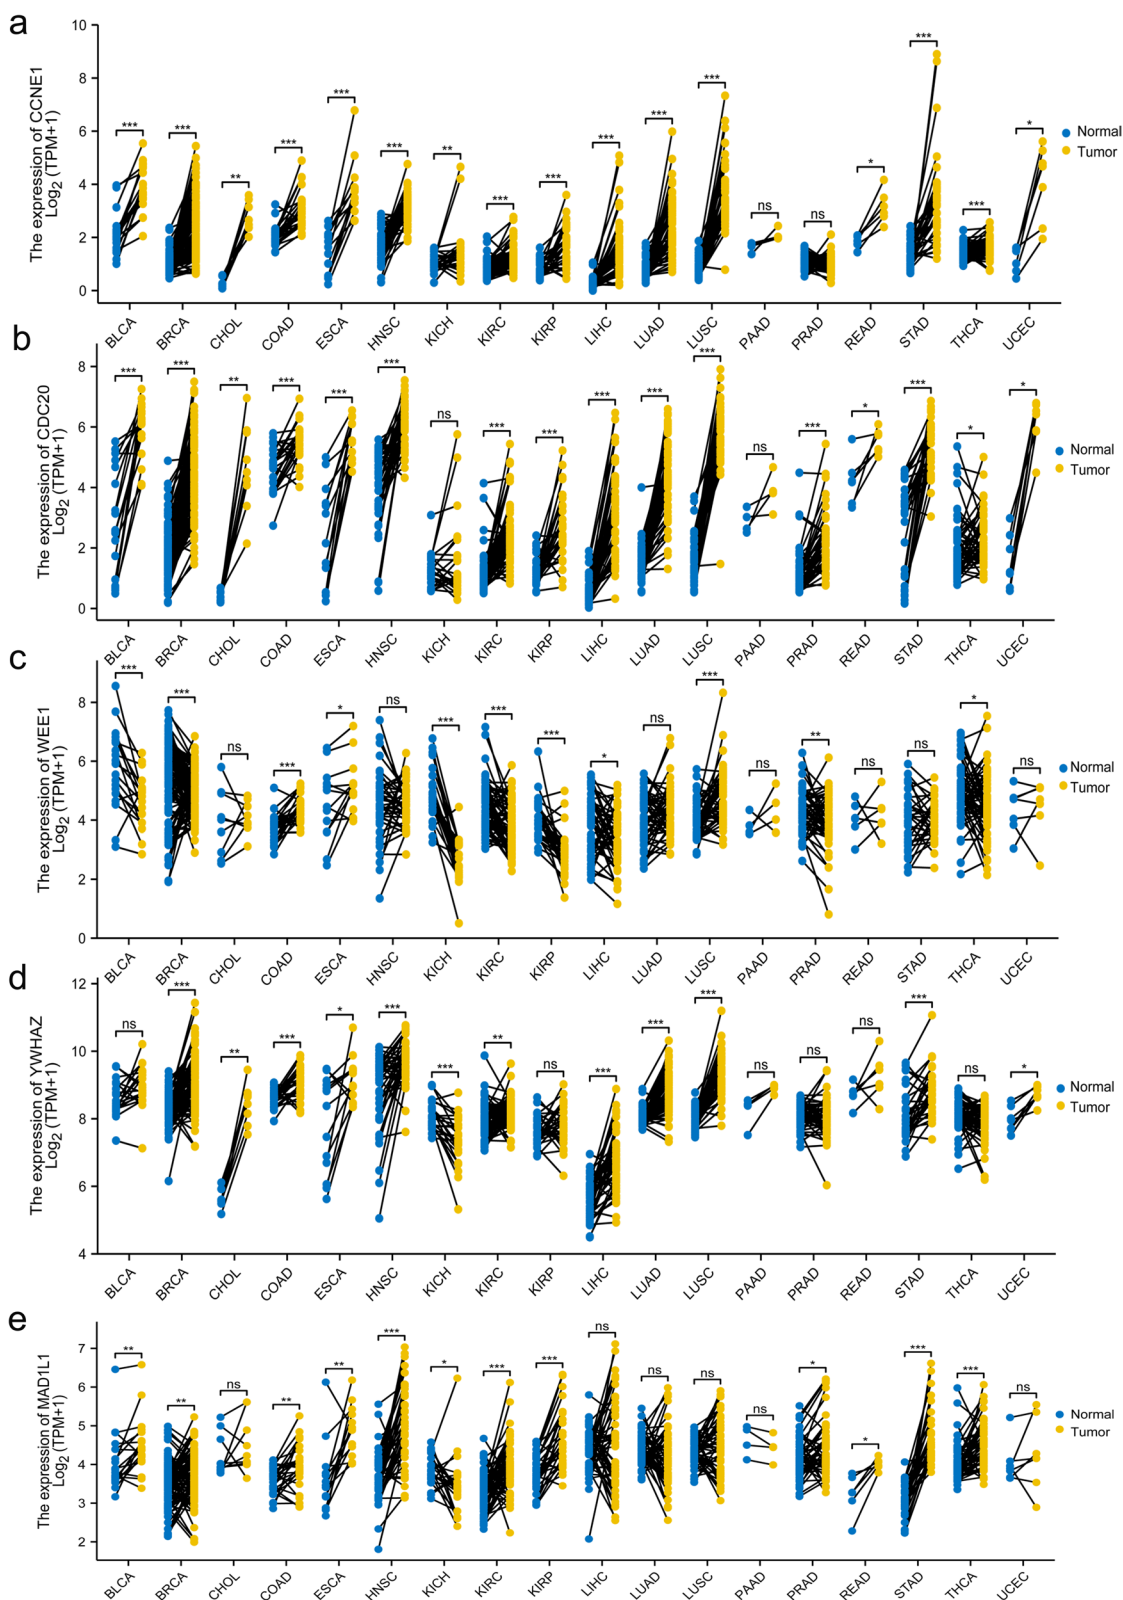 a
The expression of CCNE1
Log2 (TPM+1)
10
8
6
4
2
0
*** *** ** *** *** *** ** *** *** *** *** *** ns ns * *** *** *
BLCA BRCA CHOL COAD ESCA HNSC KICH KIRC KIRP LIHC LUAD LUSC PAAD PRAD READ STAD THCA UCEC
Normal
Tumor
b
The expression of CDC20
Log2 (TPM+1)
8
6
4
2
0
*** *** ** *** *** *** ns *** *** *** *** *** ns *** * *** * *
BLCA BRCA CHOL COAD ESCA HNSC KICH KIRC KIRP LIHC LUAD LUSC PAAD PRAD READ STAD THCA UCEC
Normal
Tumor
c
The expression of WEE1
Log2 (TPM+1)
8
6
4
2
0
*** *** ns *** * ns *** *** *** * ns *** ns ** ns ns * ns
BLCA BRCA CHOL COAD ESCA HNSC KICH KIRC KIRP LIHC LUAD LUSC PAAD PRAD READ STAD THCA UCEC
Normal
Tumor
d
The expression of YWHAZ
Log2 (TPM+1)
12
10
8
6
4
ns *** ** *** * *** *** ** ns *** *** *** ns ns ns *** ns *
BLCA BRCA CHOL COAD ESCA HNSC KICH KIRC KIRP LIHC LUAD LUSC PAAD PRAD READ STAD THCA UCEC
Normal
Tumor
e
The expression of MAD1L1
Log2 (TPM+1)
7
6
5
4
3
2
** ** ns ** ** *** * *** *** ns ns ns ns * * *** *** ns
BLCA BRCA CHOL COAD ESCA HNSC KICH KIRC KIRP LIHC LUAD LUSC PAAD PRAD READ STAD THCA UCEC
Normal
Tumor